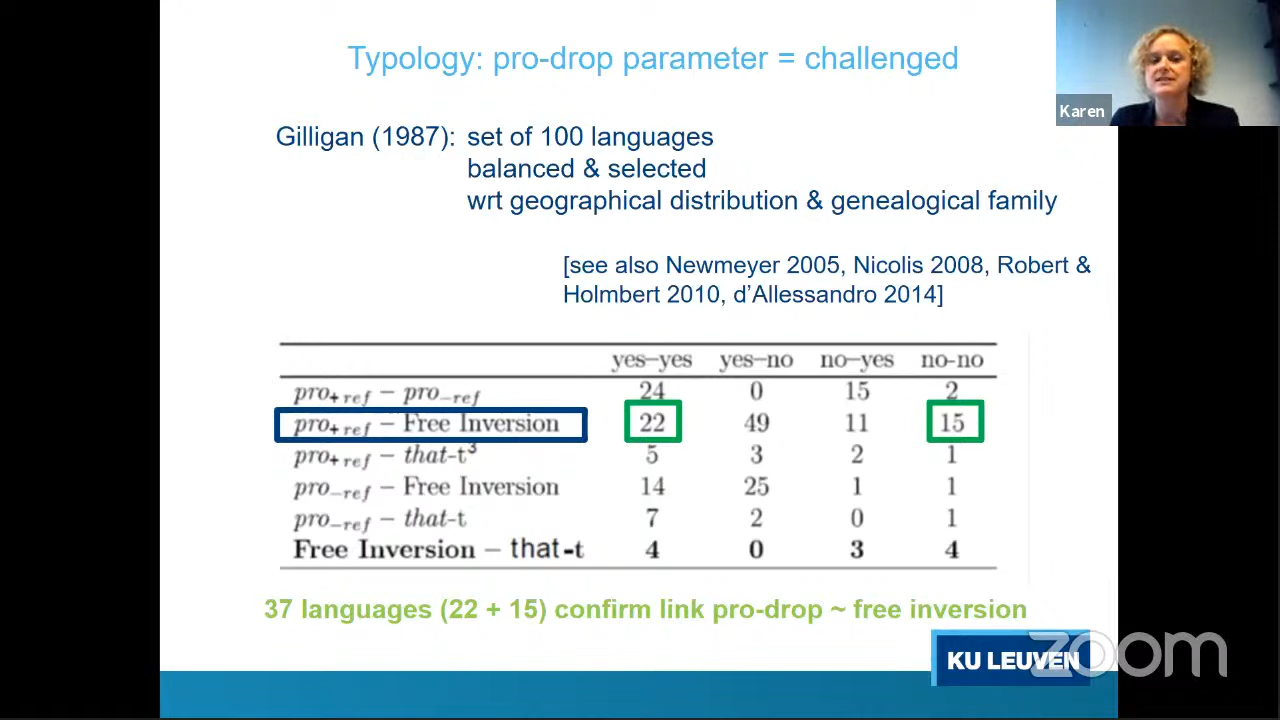 Typology: pro-drop parameter = challenged
Karen
Gilligan (1987): set of 100 languages
balanced & selected
wrt geographical distribution & genealogical family
[see also Newmeyer 2005, Nicolis 2008, Robert &
Holmbert 2010, d’Allessandro 2014]
yes–yes yes–no no–yes no-no
pro+ref – pro−ref 24 0 15 2
pro+ref – Free Inversion 22 49 11 15
pro+ref – that-t3 5 3 2 1
pro−ref – Free Inversion 14 25 1 1
pro−ref – that-t 7 2 0 1
Free Inversion – that-t 4 0 3 4
37 languages (22 + 15) confirm link pro-drop ~ free inversion
KU LEUVEN
zoom